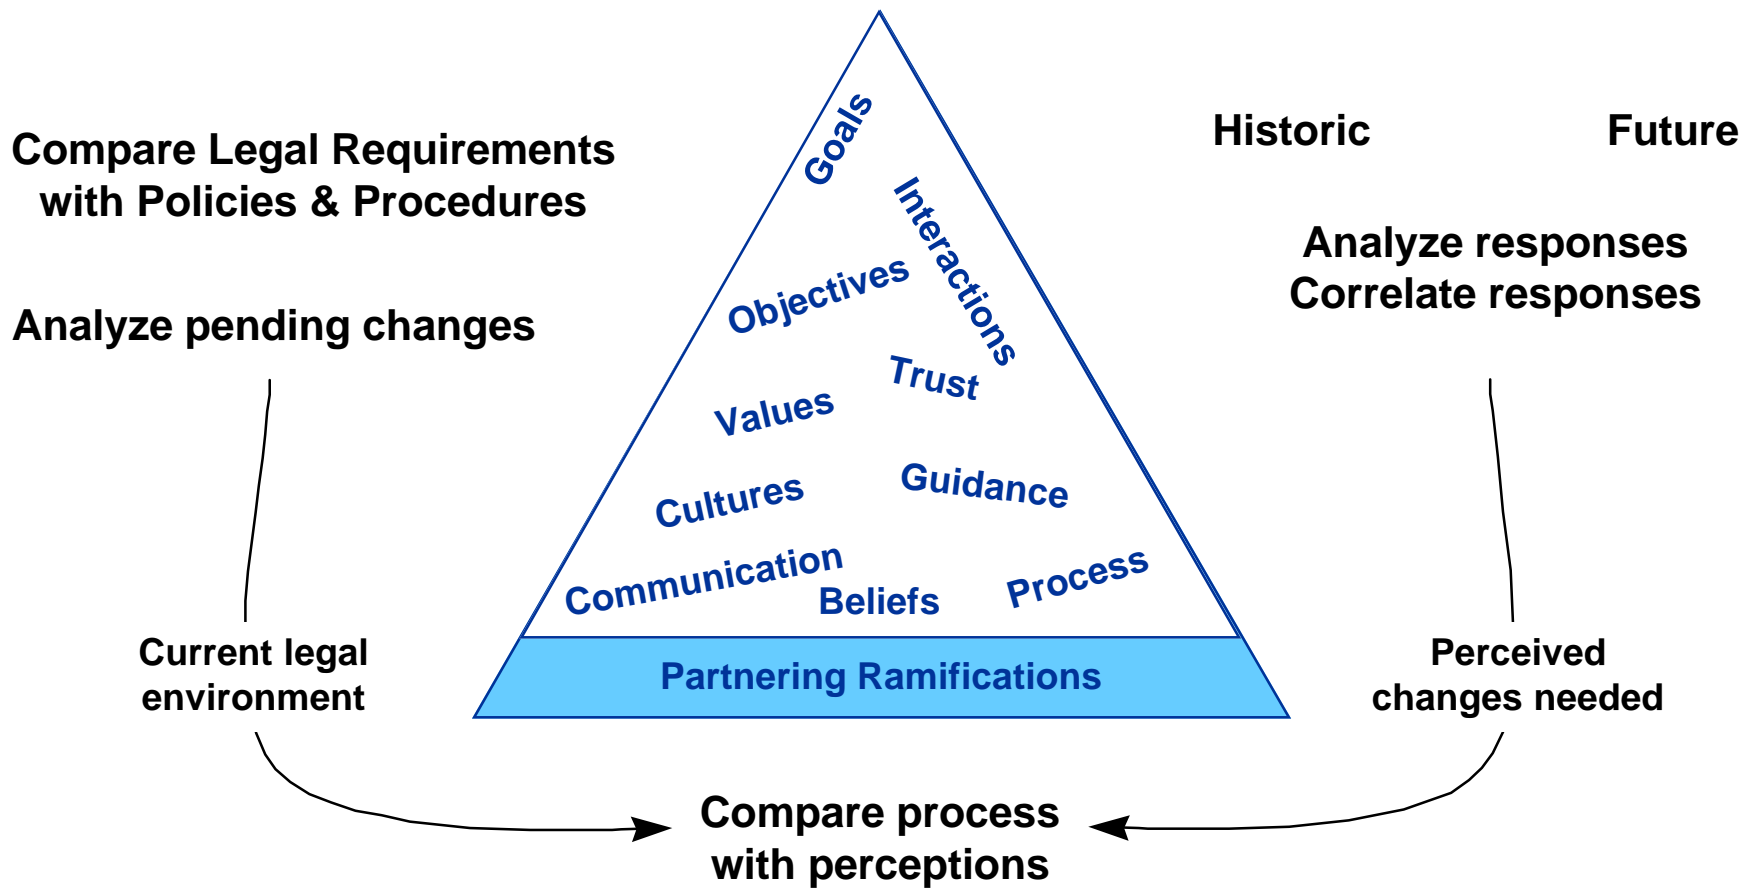 Compare Legal Requirements
with Policies & Procedures
Analyze pending changes
Current legal
environment
Goals
Interactions
Objectives
Trust
Values
Guidance
Cultures
Communication
Beliefs
Process
Partnering Ramifications
Historic
Future
Analyze responses
Correlate responses
Perceived
changes needed
Compare process
with perceptions